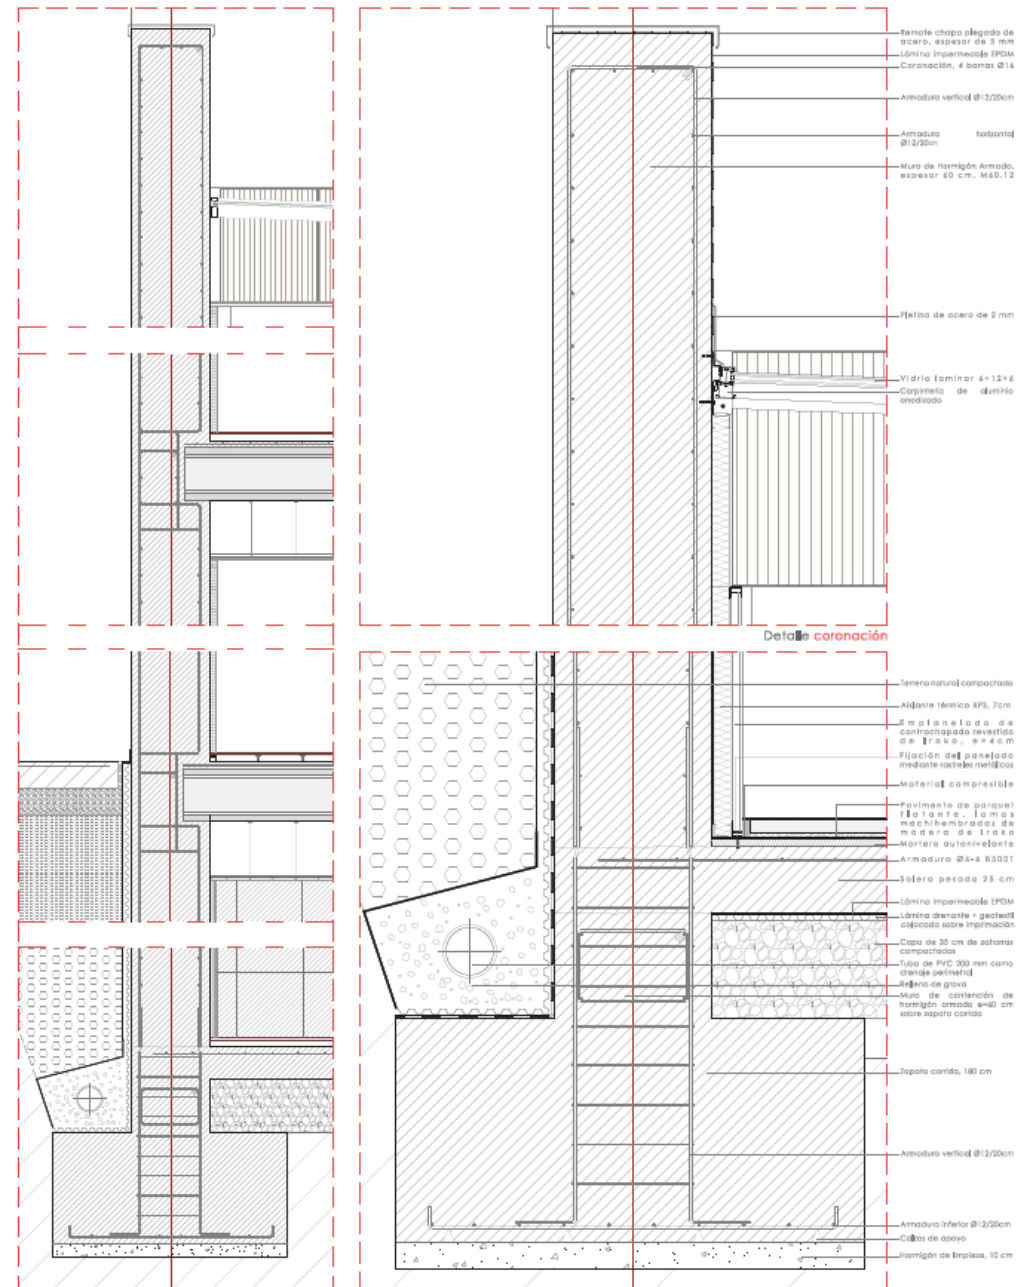 Remate chapa plegada de
acero, espesor de 3 mm
Lámina impermeable EPDM
Coronación, 4 barras Ø16
Armadura vertical Ø12/20cm
Armadura horizontal
Ø12/20cm
Muro de Hormigón Armado,
espesor 60 cm. M60.12
Pletina de acero de 2 mm
Vidrio laminar 6+12+6
Carpintería de aluminio
anodizado
Detalle coronación
Terreno natural compactado
Aislante térmico XPS, 7cm
Empanelado de
contrachapado revestido
de Iroko, e=4cm
Fijación del panelado
mediante rastreles metálicos
Material compresible
Pavimento de parquet
flotante, lamas
machihembradas de
madera de Iroko
Mortero autonivelante
Armadura Ø6-6 B500T
Solera pesada 25 cm
Lámina impermeable EPDM
Lámina drenante + geotextil
colocada sobre imprimación
Capa de 35 cm de zahorras
compactadas
Tubo de PVC 200 mm como
drenaje perimetral
Relleno de grava
Muro de contención de
hormigón armado e=60 cm
sobre zapata corrida
Zapata corrida, 180 cm
Armadura vertical Ø12/20cm
Armadura inferior Ø12/20cm
Calzos de apoyo
Hormigón de limpieza, 10 cm